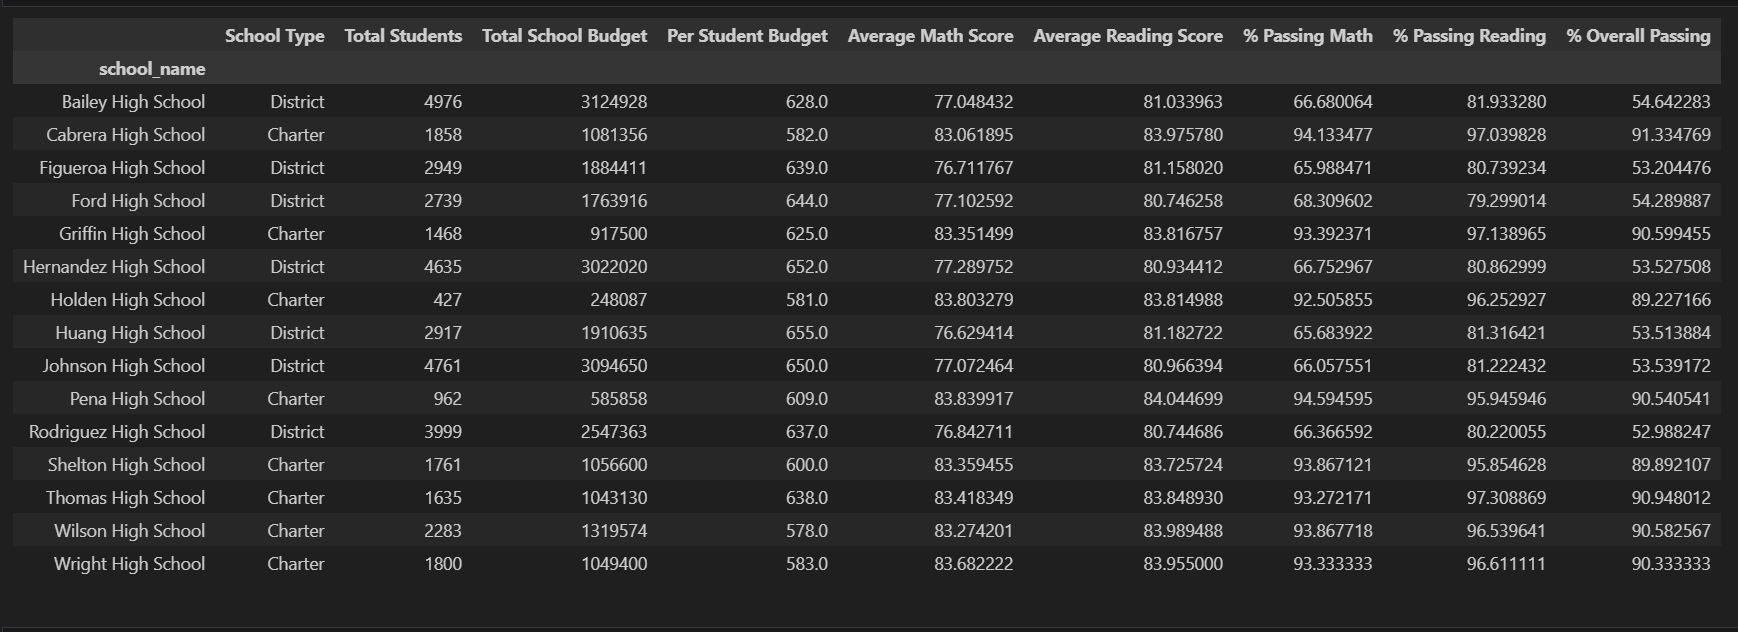 School Type Total Students Total School Budget Per Student Budget Average Math Score Average Reading Score % Passing Math % Passing Reading % Overall Passing
school_name
Bailey High School District 4976 3124928 628.0 77.048432 81.033963 66.680064 81.933280 54.642283
Cabrera High School Charter 1858 1081356 582.0 83.061895 83.975780 94.133477 97.039828 91.334769
Figueroa High School District 2949 1884411 639.0 76.711767 81.158020 65.988471 80.739234 53.204476
Ford High School District 2739 1763916 644.0 77.102592 80.746258 68.309602 79.299014 54.289887
Griffin High School Charter 1468 917500 625.0 83.351499 83.816757 93.392371 97.138965 90.599455
Hernandez High School District 4635 3022020 652.0 77.289752 80.934412 66.752967 80.862999 53.527508
Holden High School Charter 427 248087 581.0 83.803279 83.814988 92.505855 96.252927 89.227166
Huang High School District 2917 1910635 655.0 76.629414 81.182722 65.683922 81.316421 53.513884
Johnson High School District 4761 3094650 650.0 77.072464 80.966394 66.057551 81.222432 53.539172
Pena High School Charter 962 585858 609.0 83.839917 84.044699 94.594595 95.945946 90.540541
Rodriguez High School District 3999 2547363 637.0 76.842711 80.744686 66.366592 80.220055 52.988247
Shelton High School Charter 1761 1056600 600.0 83.359455 83.725724 93.867121 95.854628 89.892107
Thomas High School Charter 1635 1043130 638.0 83.418349 83.848930 93.272171 97.308869 90.948012
Wilson High School Charter 2283 1319574 578.0 83.274201 83.989488 93.867718 96.539641 90.582567
Wright High School Charter 1800 1049400 583.0 83.682222 83.955000 93.333333 96.611111 90.333333